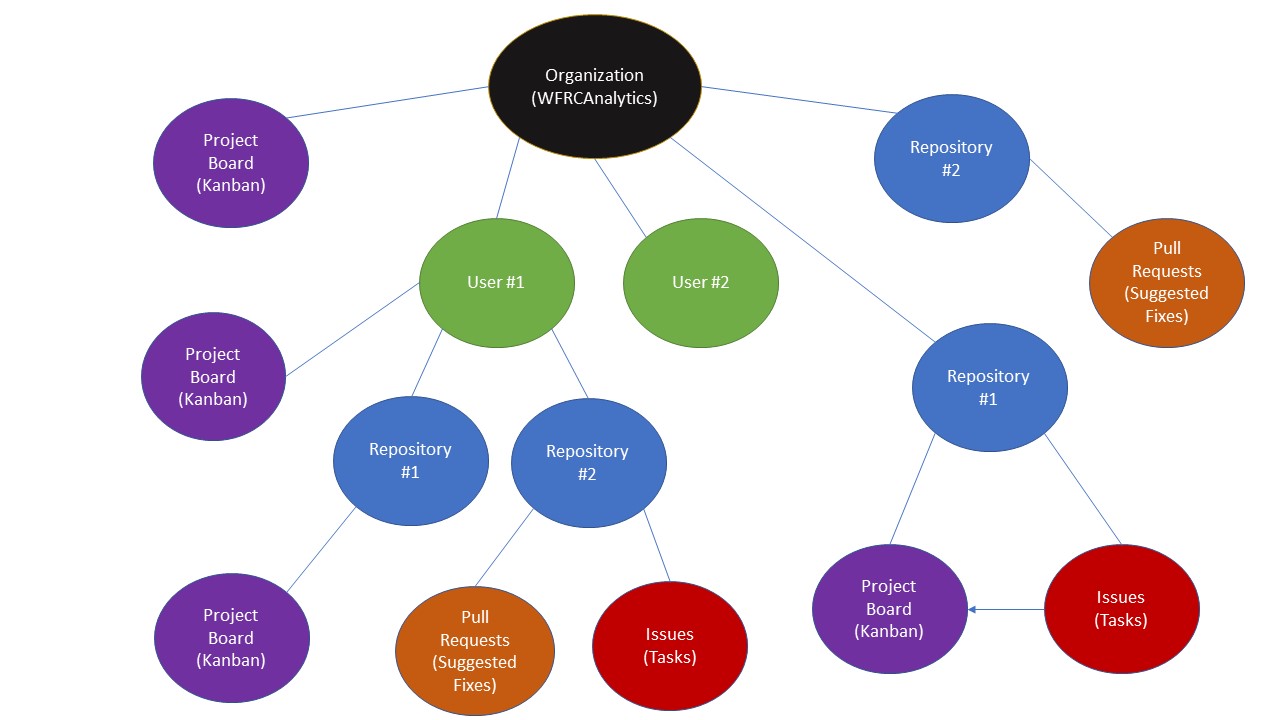 Organization
(WFRCAnalytics)
Project
Board
(Kanban)
Repository
#2
User #1
User #2
Pull
Requests
(Suggested
Fixes)
Project
Board
(Kanban)
Repository
#1
Repository
#1
Repository
#2
Project
Board
(Kanban)
Pull
Requests
(Suggested
Fixes)
Issues
(Tasks)
Project
Board
(Kanban)
Issues
(Tasks)